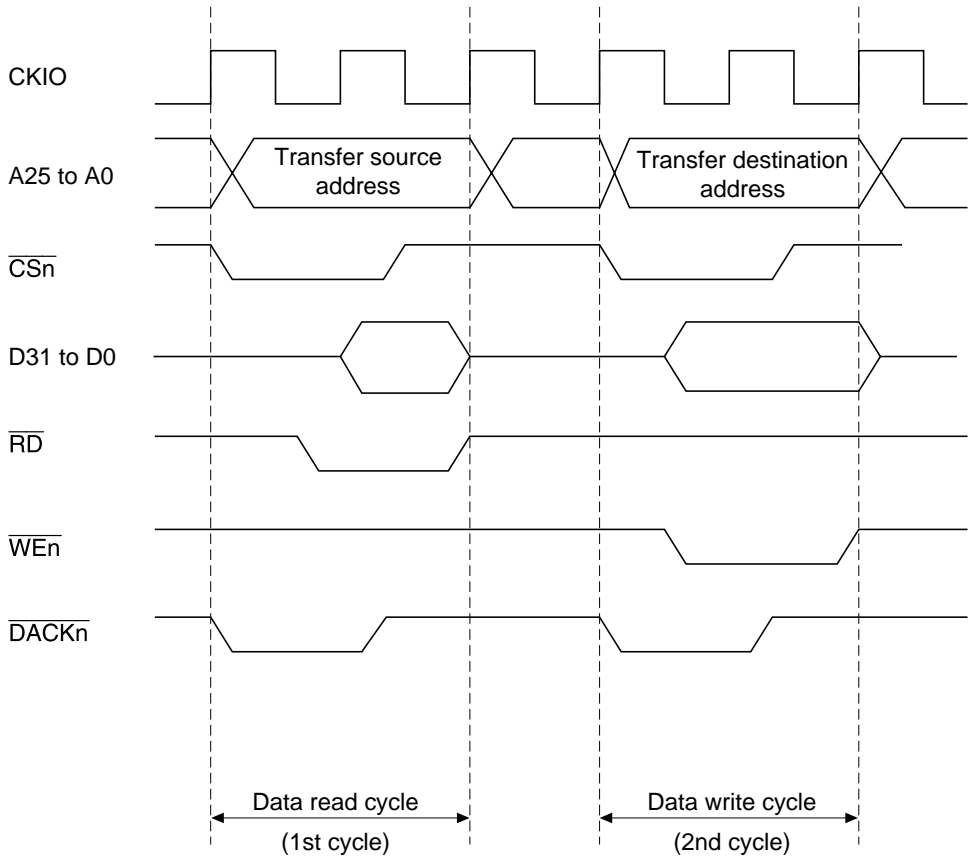 CKIO
A25 to A0
Transfer source
address
Transfer destination
address
CSn
D31 to D0
RD
WEn
DACKn
Data read cycle
(1st cycle)
Data write cycle
(2nd cycle)